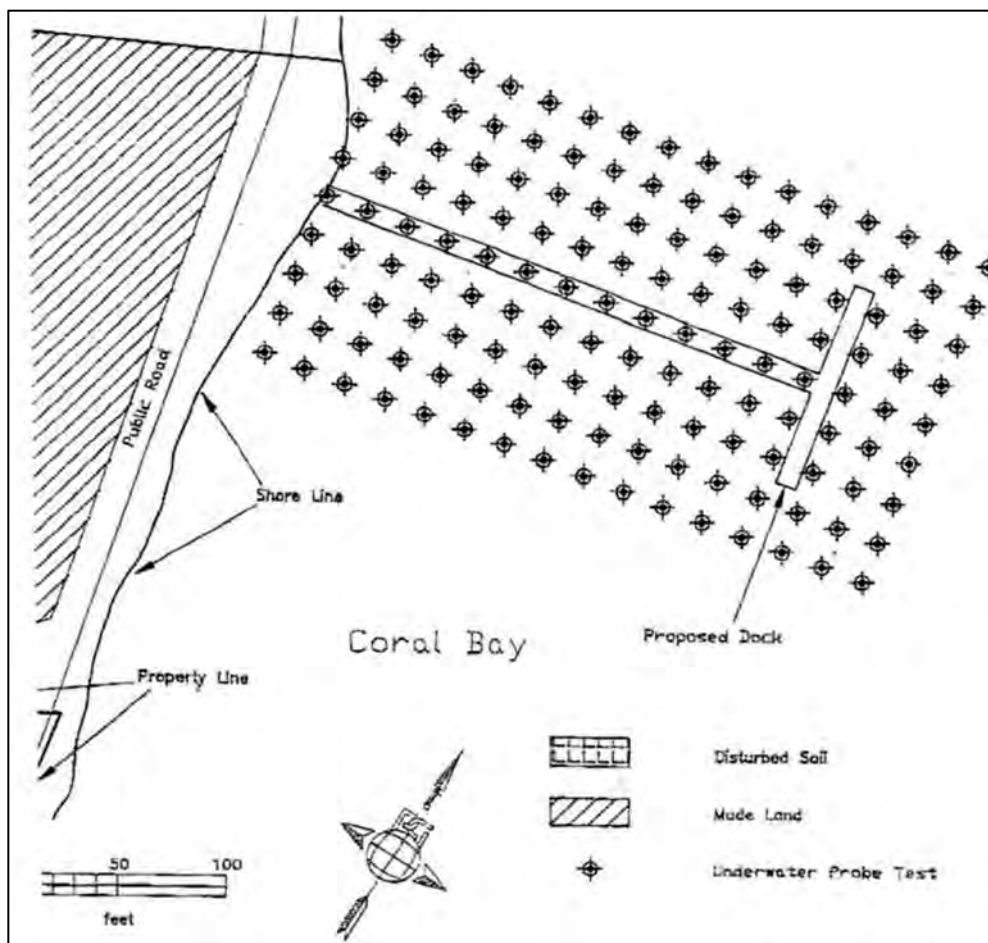 Public Road
Shore Line
Coral Bay
Proposed Dock
Property Line
Disturbed Soil
Made Land
Underwater Probe Test
50
100
feet